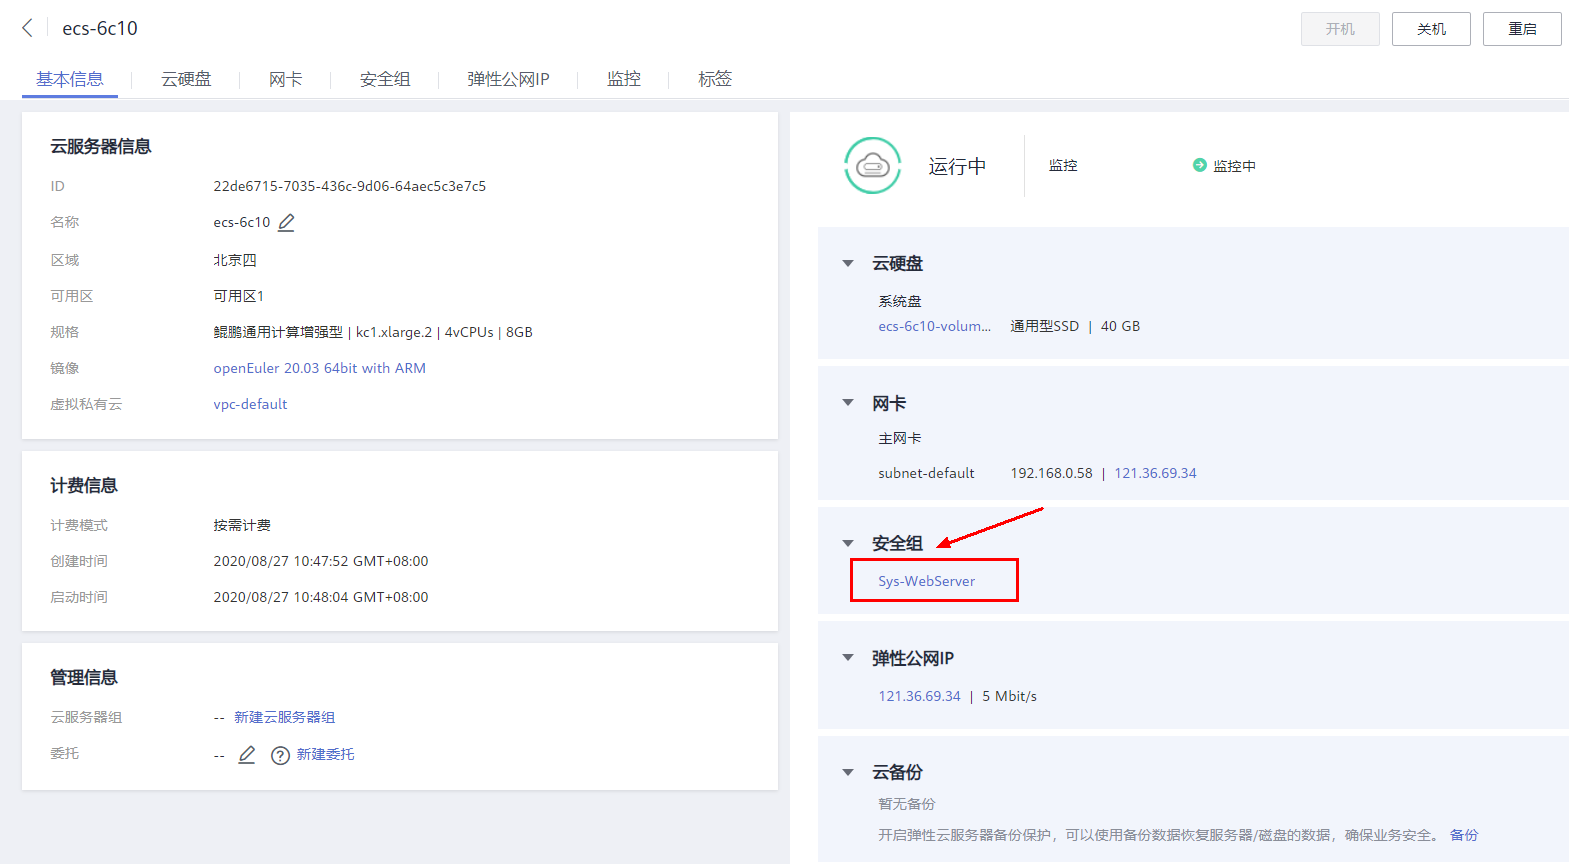 ecs-6c10
开机
关机
重启
基本信息
云硬盘
网卡
安全组
弹性公网IP
监控
标签
云服务器信息
ID 22de6715-7035-436c-9d06-64aec5c3e7c5
名称 ecs-6c10
区域 北京四
可用区 可用区1
规格 鲲鹏通用计算增强型 | kc1.xlarge.2 | 4vCPUs | 8GB
镜像 openEuler 20.03 64bit with ARM
虚拟私有云 vpc-default
计费信息
计费模式 按需计费
创建时间 2020/08/27 10:47:52 GMT+08:00
启动时间 2020/08/27 10:48:04 GMT+08:00
管理信息
云服务器组 -- 新建云服务器组
委托 -- 新建委托
运行中
监控
监控中
云硬盘
系统盘
ecs-6c10-volum... 通用型SSD | 40 GB
网卡
主网卡
subnet-default 192.168.0.58 | 121.36.69.34
安全组
Sys-WebServer
弹性公网IP
121.36.69.34 | 5 Mbit/s
云备份
暂无备份
开启弹性云服务器备份保护，可以使用备份数据恢复服务器/磁盘的数据，确保业务安全。 备份